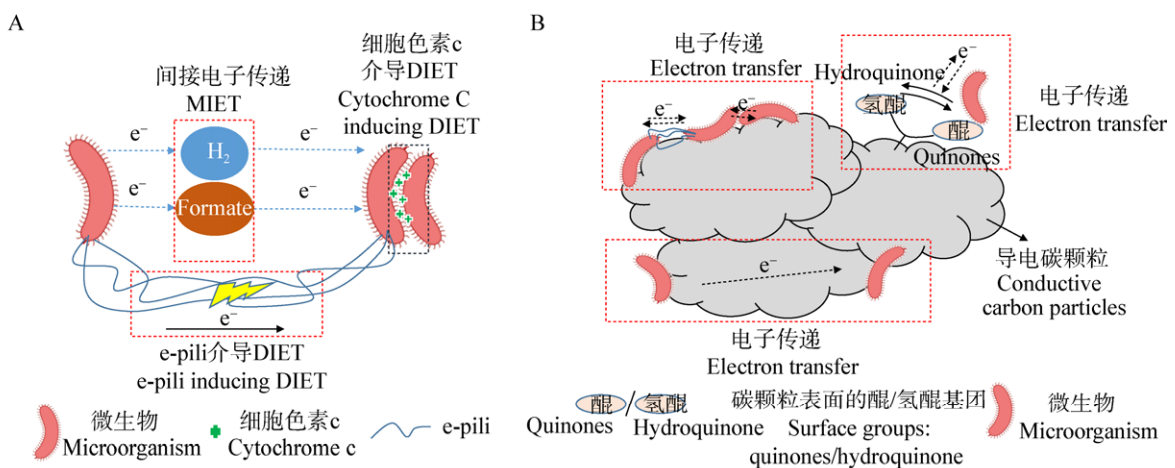 A
间接电子传递
MIET
e⁻
e⁻
H₂
Formate
e⁻
e⁻
细胞色素c
介导DIET
Cytochrome C
inducing DIET
e⁻
e-pili介导DIET
e-pili inducing DIET
微生物
Microorganism
细胞色素c
Cytochrome c
e-pili
B
电子传递
Electron transfer
e⁻
e⁻
e⁻
Hydroquinone
氢醌
醌
Quinones
电子传递
Electron transfer
e⁻
导电碳颗粒
Conductive
carbon particles
电子传递
Electron transfer
醌/氢醌
Quinones Hydroquinone
碳颗粒表面的醌/氢醌基团
Surface groups:
quinones/hydroquinone
微生物
Microorganism